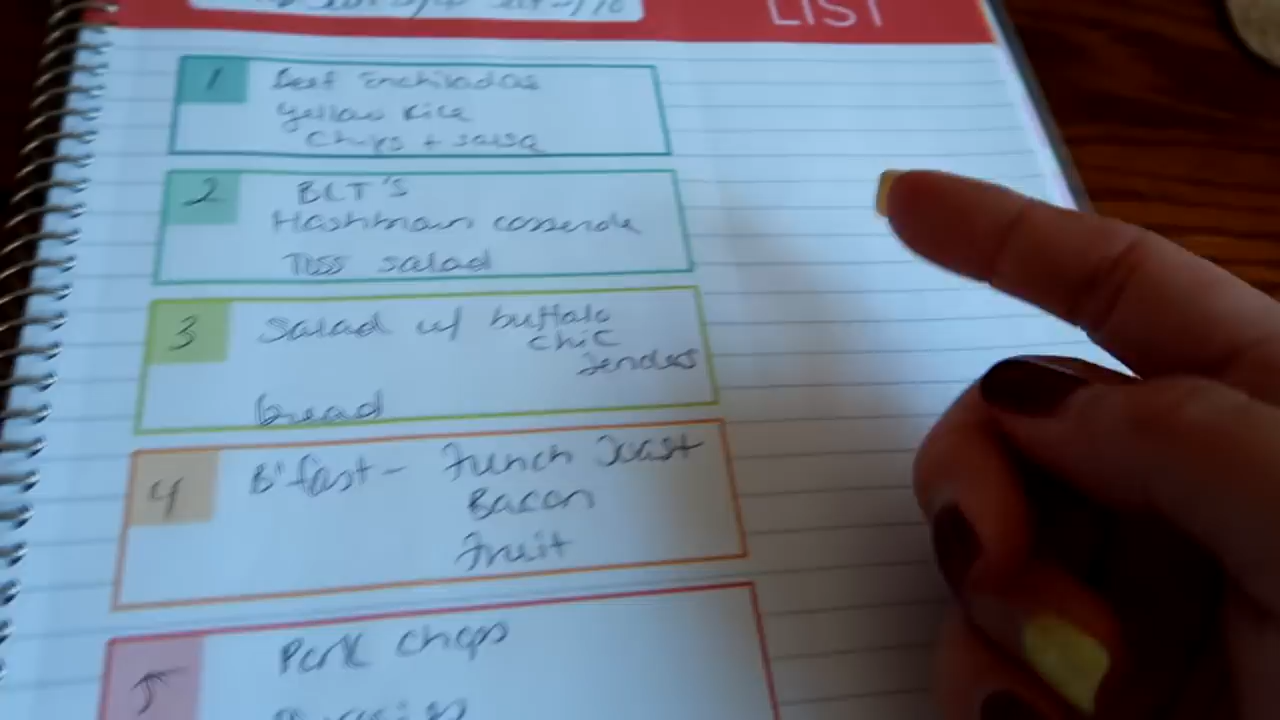 LIST
1 Beef Enchiladas
Yellow Rice
Chips + salsa
2 BLT'S
Hashbrown casserole
Toss salad
3 Salad w/ buffalo
chic
tenders
bread
4 B'fast - French Toast
Bacon
Fruit
5 Pork chops